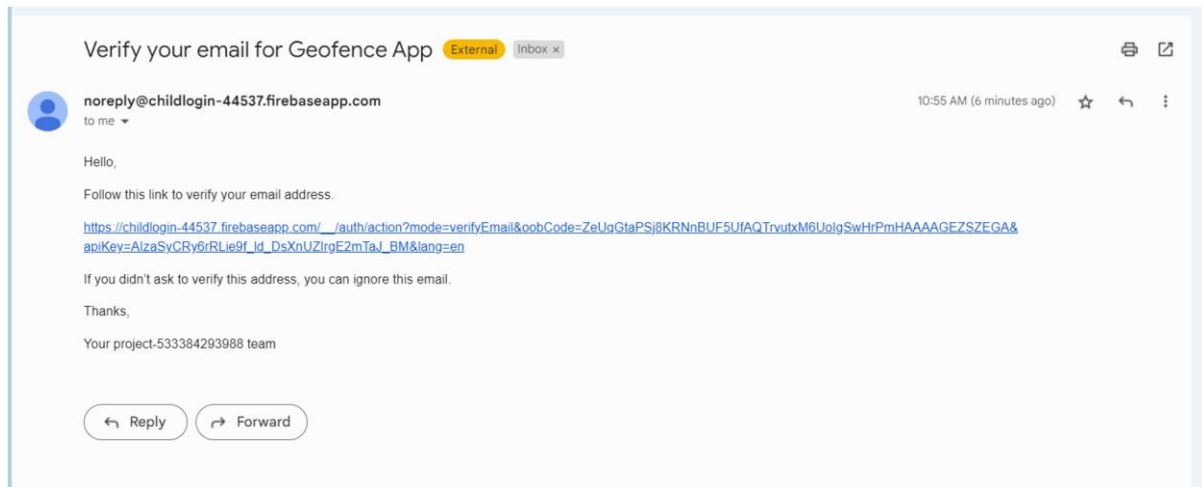 Verify your email for Geofence App External Inbox ×
noreply@childlogin-44537.firebaseapp.com 10:55 AM (6 minutes ago)
to me
Hello,
Follow this link to verify your email address.
https://childlogin-44537.firebaseapp.com/__/auth/action?mode=verifyEmail&oobCode=ZeUqGtaPSj8KRNnBUF5UfAQTrvutxM6UolgSwHrPmHAAAAGEZSZEGA&
apiKey=AlzaSyCRy6rRLie9f_ld_DsXnUZlrgE2mTaJ_BM&lang=en
If you didn't ask to verify this address, you can ignore this email.
Thanks,
Your project-533384293988 team
Reply Forward